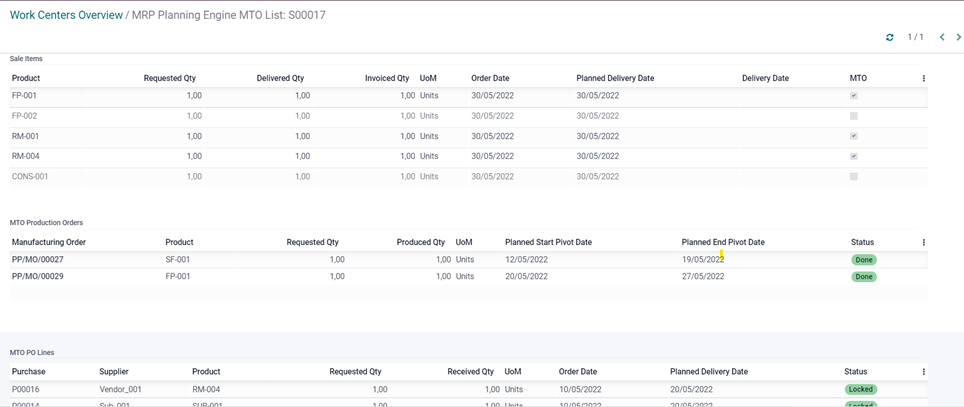 Work Centers Overview / MRP Planning Engine MTO List: S00017
1 / 1
Sale Items
Product Requested Qty Delivered Qty Invoiced Qty UoM Order Date Planned Delivery Date Delivery Date MTO
FP-001 1,00 1,00 1,00 Units 30/05/2022 30/05/2022
FP-002 1,00 1,00 1,00 Units 30/05/2022 30/05/2022
RM-001 1,00 1,00 1,00 Units 30/05/2022 30/05/2022
RM-004 1,00 1,00 1,00 Units 30/05/2022 30/05/2022
CONS-001 1,00 1,00 1,00 Units 30/05/2022 30/05/2022
MTO Production Orders
Manufacturing Order Product Requested Qty Produced Qty UoM Planned Start Pivot Date Planned End Pivot Date Status
PP/MO/00027 SF-001 1,00 1,00 Units 12/05/2022 19/05/2022 Done
PP/MO/00029 FP-001 1,00 1,00 Units 20/05/2022 27/05/2022 Done
MTO PO Lines
Purchase Supplier Product Requested Qty Received Qty UoM Order Date Planned Delivery Date Status
P00016 Vendor_001 RM-004 1,00 1,00 Units 10/05/2022 20/05/2022 Locked
P00014 Sub_001 SUB-001 1,00 1,00 Units 10/05/2022 20/05/2022 Locked